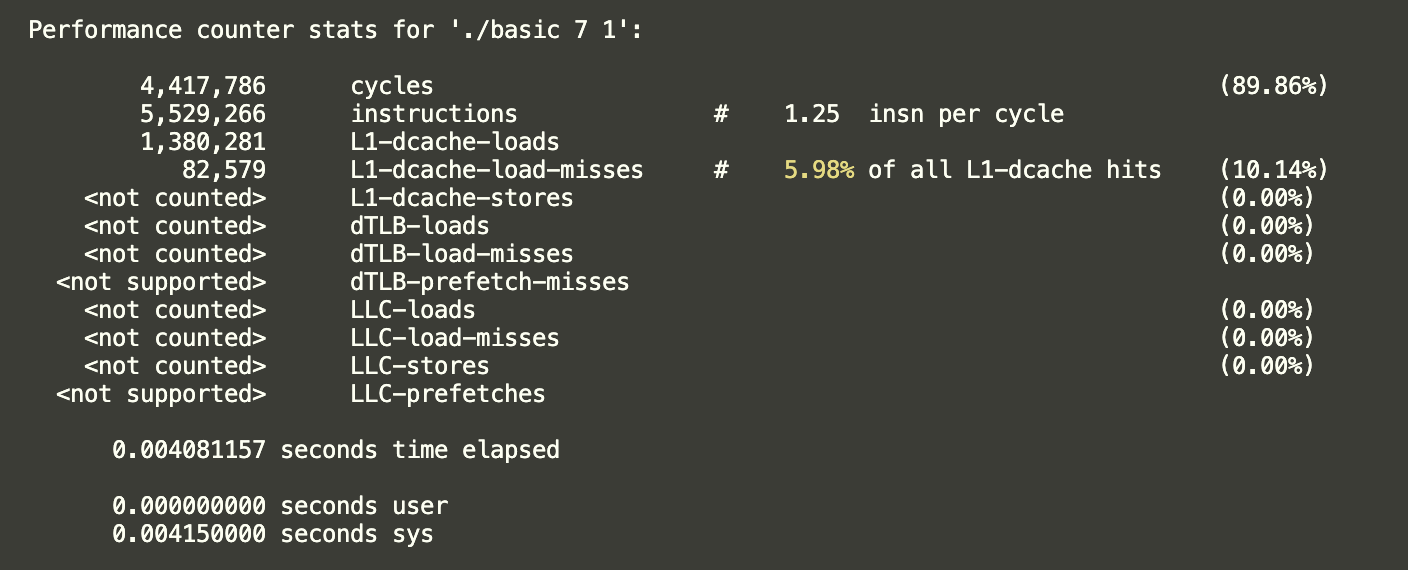 Performance counter stats for './basic 7 1':
4,417,786 cycles (89.86%)
5,529,266 instructions # 1.25 insn per cycle
1,380,281 L1-dcache-loads
82,579 L1-dcache-load-misses # 5.98% of all L1-dcache hits (10.14%)
<not counted> L1-dcache-stores (0.00%)
<not counted> dTLB-loads (0.00%)
<not counted> dTLB-load-misses (0.00%)
<not supported> dTLB-prefetch-misses
<not counted> LLC-loads (0.00%)
<not counted> LLC-load-misses (0.00%)
<not counted> LLC-stores (0.00%)
<not supported> LLC-prefetches
0.004081157 seconds time elapsed
0.000000000 seconds user
0.004150000 seconds sys